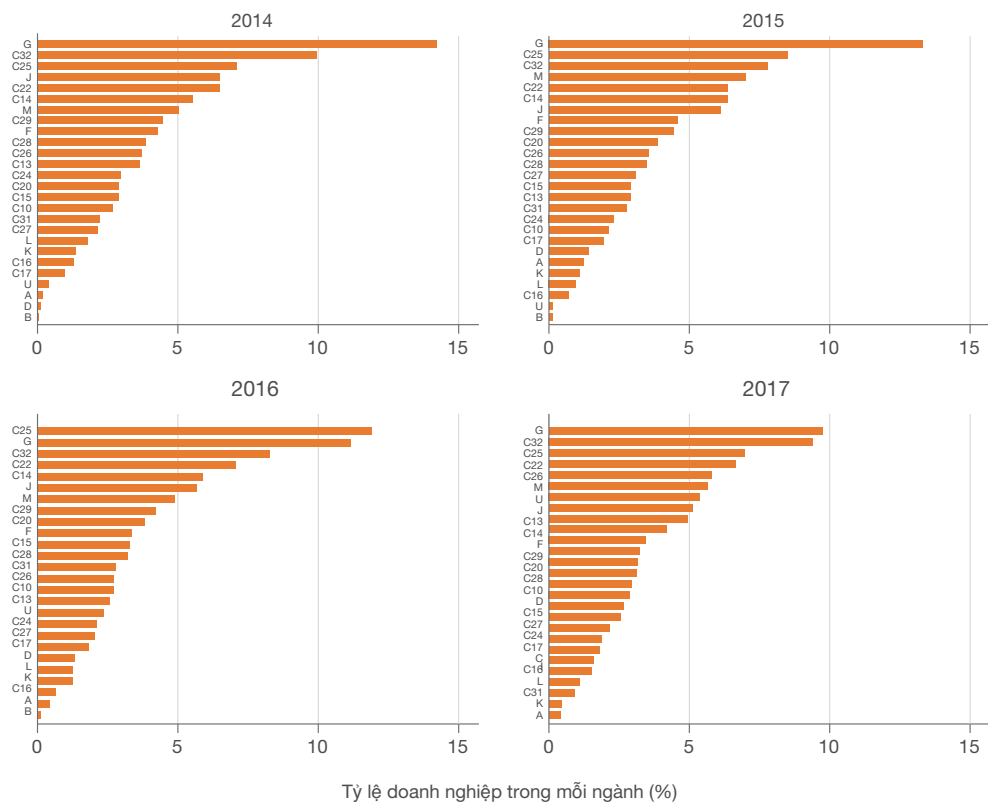 2014
G
C32
C25
J
C22
C14
M
C29
F
C28
C26
C13
C24
C20
C15
C10
C31
C27
L
K
C16
C17
U
A
D
B
0 5 10 15
2015
G
C25
C32
M
C22
C14
J
F
C29
C20
C26
C28
C27
C15
C13
C31
C24
C10
C17
D
A
K
L
C16
U
B
0 5 10 15
2016
C25
G
C32
C22
C14
J
M
C29
C20
F
C15
C28
C31
C26
C10
C13
U
C24
C27
C17
D
L
K
C16
A
B
0 5 10 15
2017
G
C32
C25
C22
C26
M
U
J
C13
C14
F
C29
C20
C28
C10
D
C15
C27
C24
C17
C
C16
L
C31
K
A
0 5 10 15
Tỷ lệ doanh nghiệp trong mỗi ngành (%)